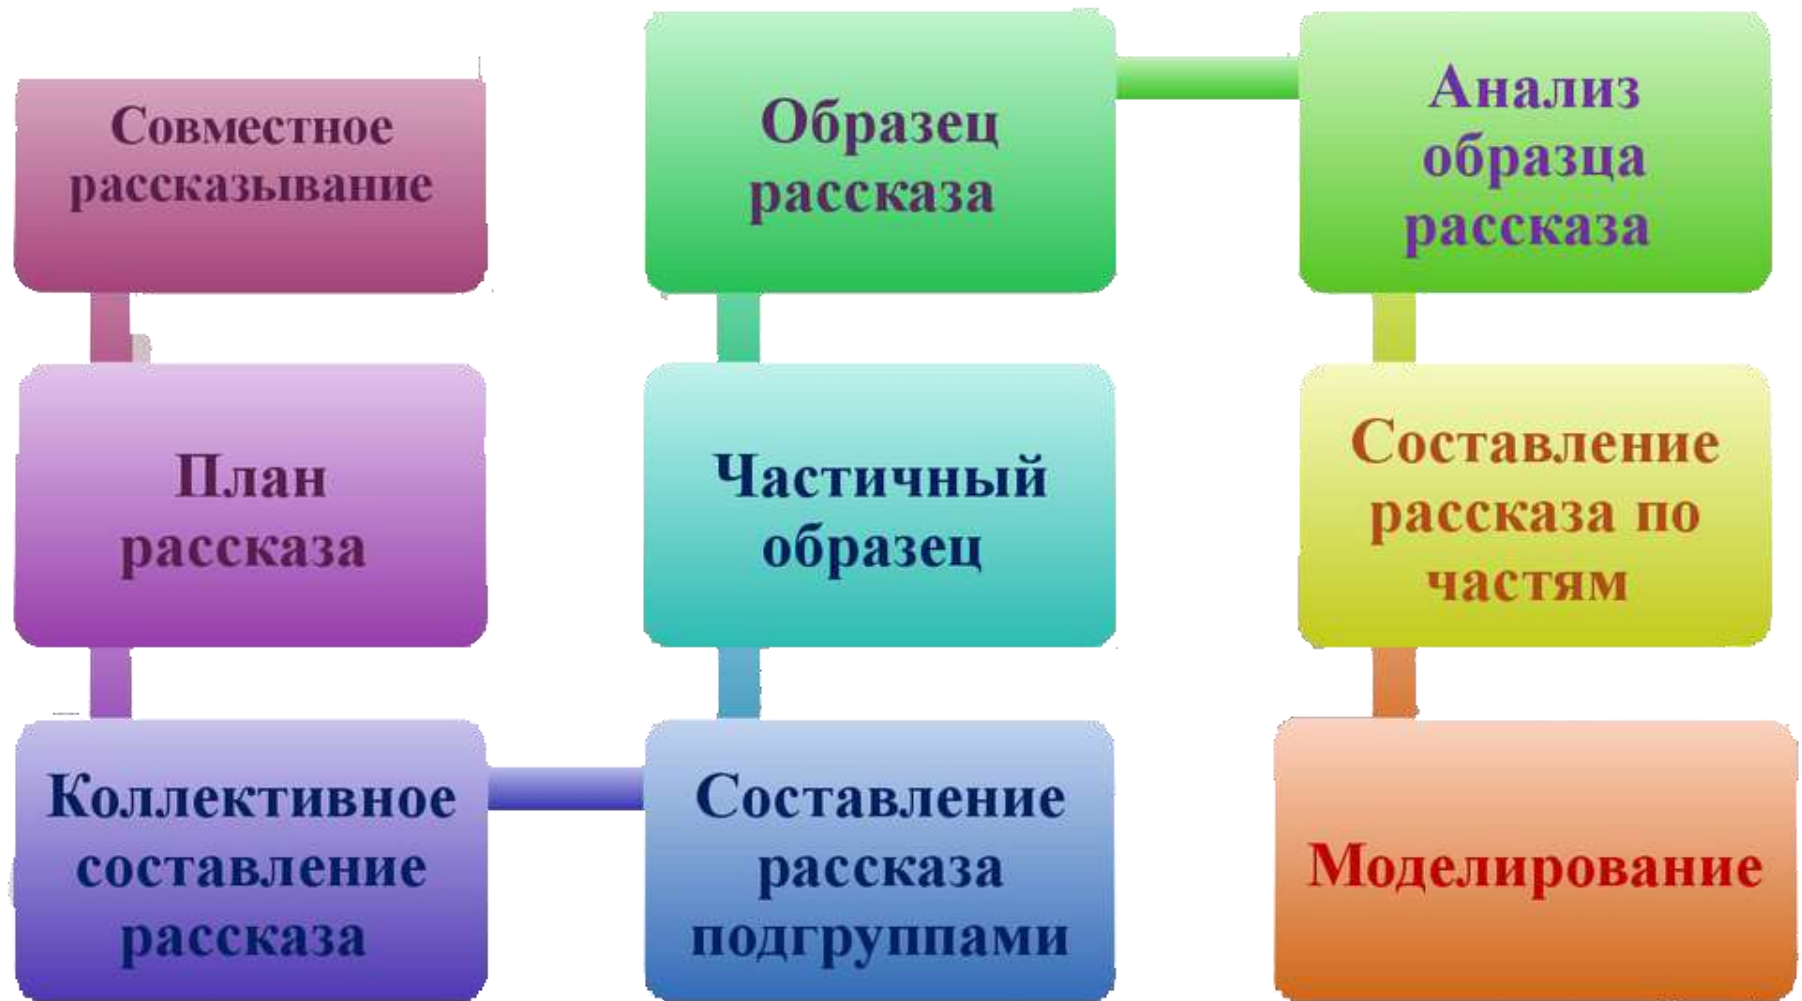 Совместное
рассказывание
План
рассказа
Коллективное
составление
рассказа
Составление
рассказа
подгруппами
Частичный
образец
Образец
рассказа
Анализ
образца
рассказа
Составление
рассказа по
частям
Моделирование